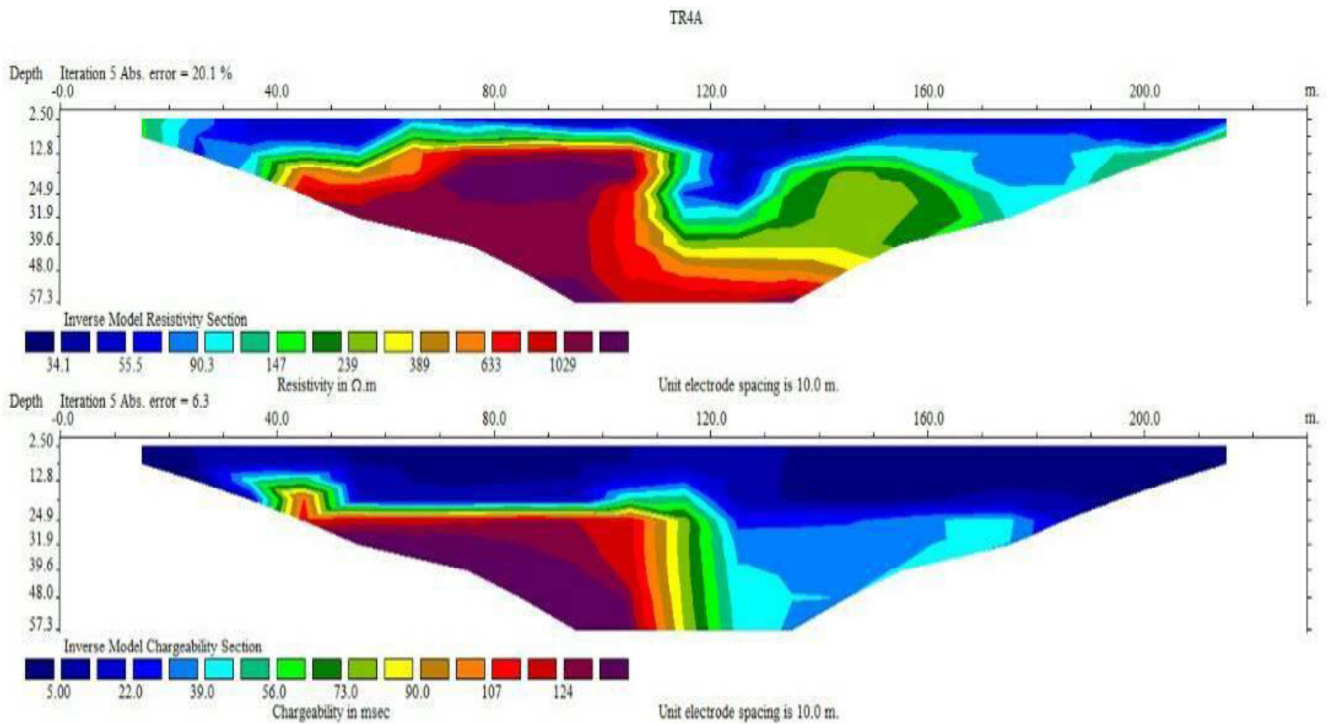 TR4A
Depth Iteration 5 Abs. error = 20.1 %
-0.0 40.0 80.0 120.0 160.0 200.0 m.
2.50
12.8
24.9
31.9
39.6
48.0
57.3
Inverse Model Resistivity Section
34.1 55.5 90.3 147 239 389 633 1029
Resistivity in Ω.m Unit electrode spacing is 10.0 m.
Depth Iteration 5 Abs. error = 6.3
-0.0 40.0 80.0 120.0 160.0 200.0 m.
2.50
12.8
24.9
31.9
39.6
48.0
57.3
Inverse Model Chargeability Section
5.00 22.0 39.0 56.0 73.0 90.0 107 124
Chargeability in msec Unit electrode spacing is 10.0 m.